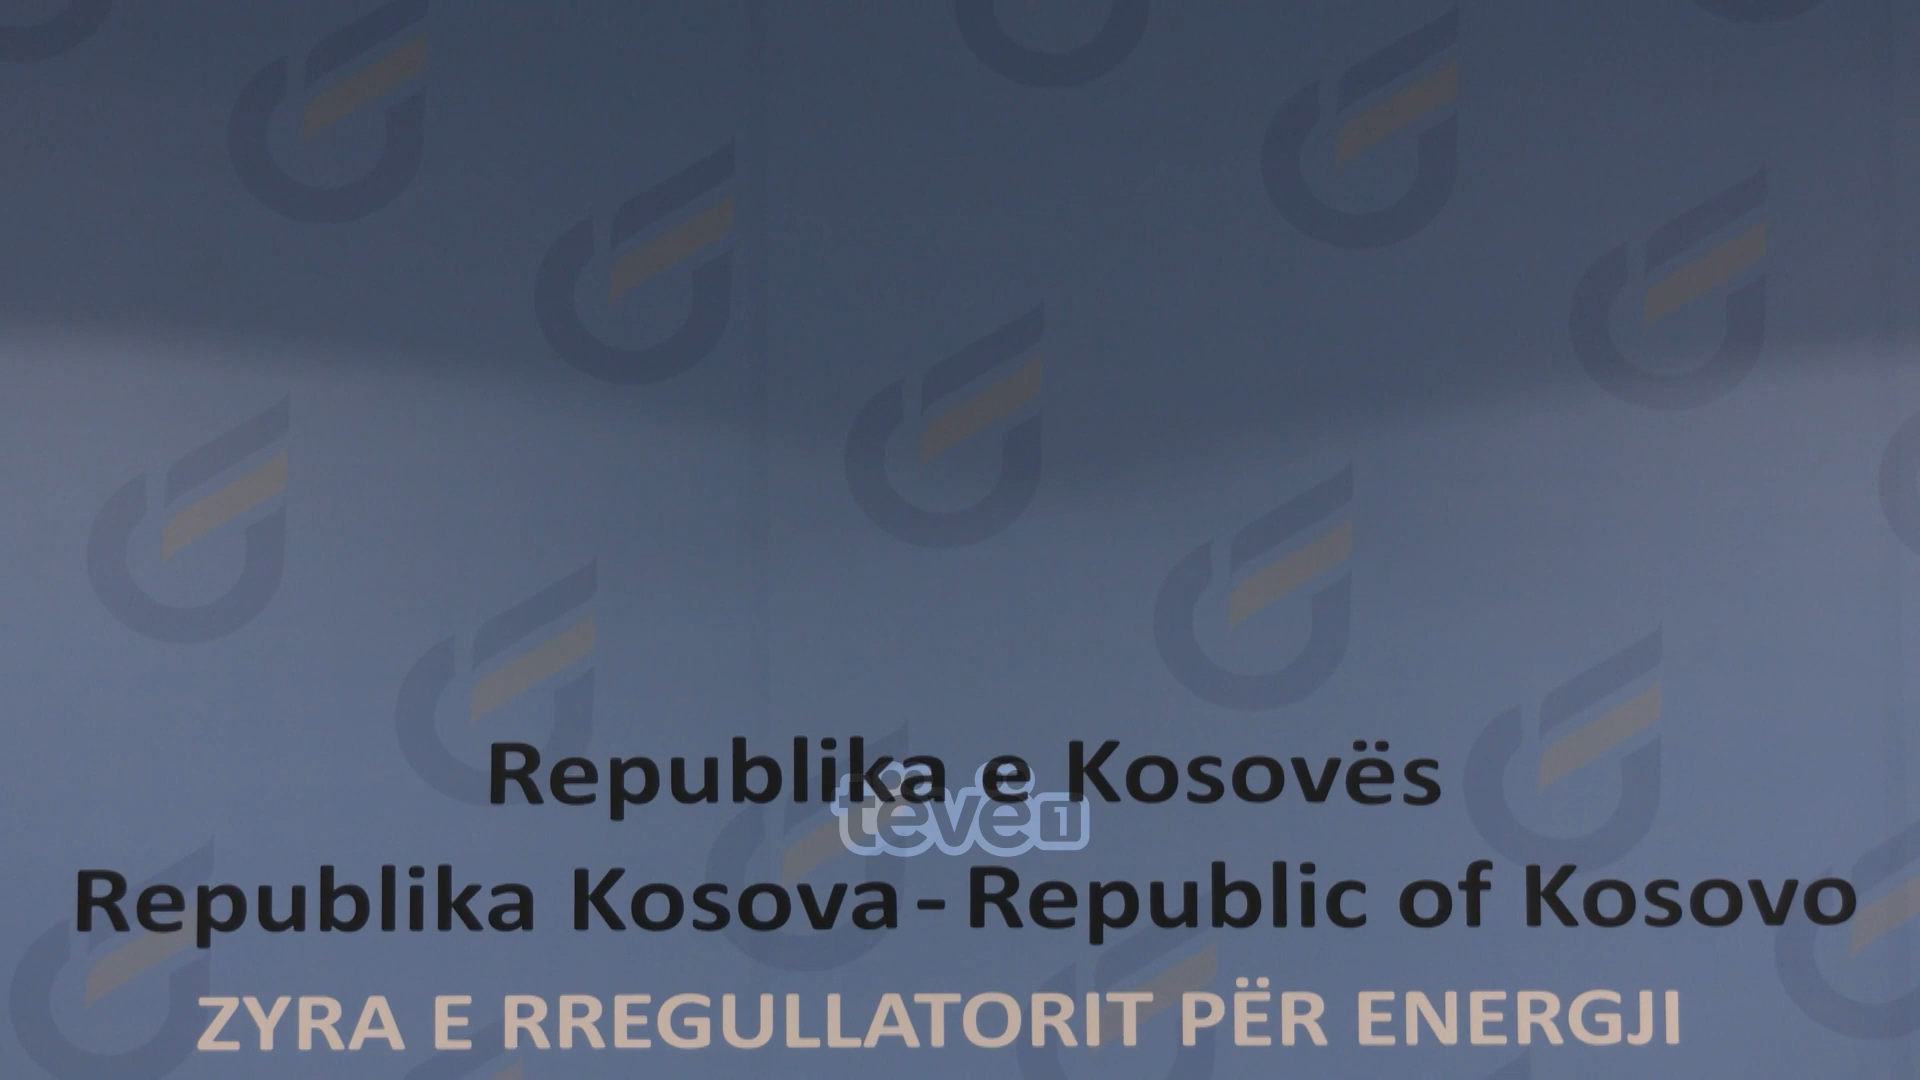 Republika e Kosovës
tëvë1
Republika Kosova - Republic of Kosovo
ZYRA E RREGULLATORIT PËR ENERGJI